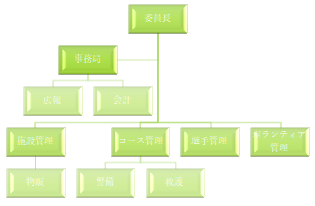 委員長
事務局
広報
会計
施設管理
コース管理
選手管理
ボランティア
管理
物販
警備
救護